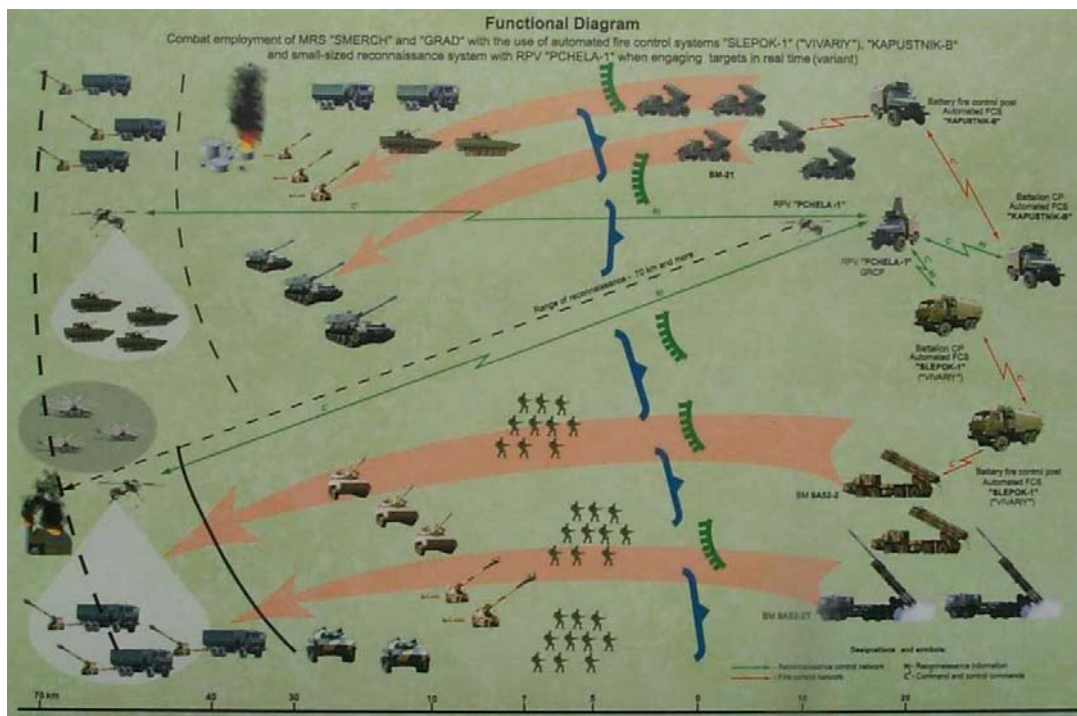 Functional Diagram
Combat employment of MRS "SMERCH" and "GRAD" with the use of automated fire control systems "SLEPOK-1" ("VIVARIY"), "KAPUSTNIK-B"
and small-sized reconnaissance system with RPV "PCHELA-1" when engaging targets in real time (variant)
Battery fire control post
Automated FCS
"KAPUSTNIK-B"
BM-21
Battalion CP
Automated FCS
"KAPUSTNIK-B"
RPV "PCHELA-1"
RPV "PCHELA-1"
GRCP
Range of reconnaissance - 70 km and more
Battalion CP
Automated FCS
"SLEPOK-1"
("VIVARIY")
BM 9A52-2
Battery fire control post
Automated FCS
"SLEPOK-1"
("VIVARIY")
BM 9A52-2T
Designations and symbols:
- Reconnaissance control network
- Fire control network
- Reconnaissance information
- Command and control commands
70 km 40 30 10 7 5 0 10 20